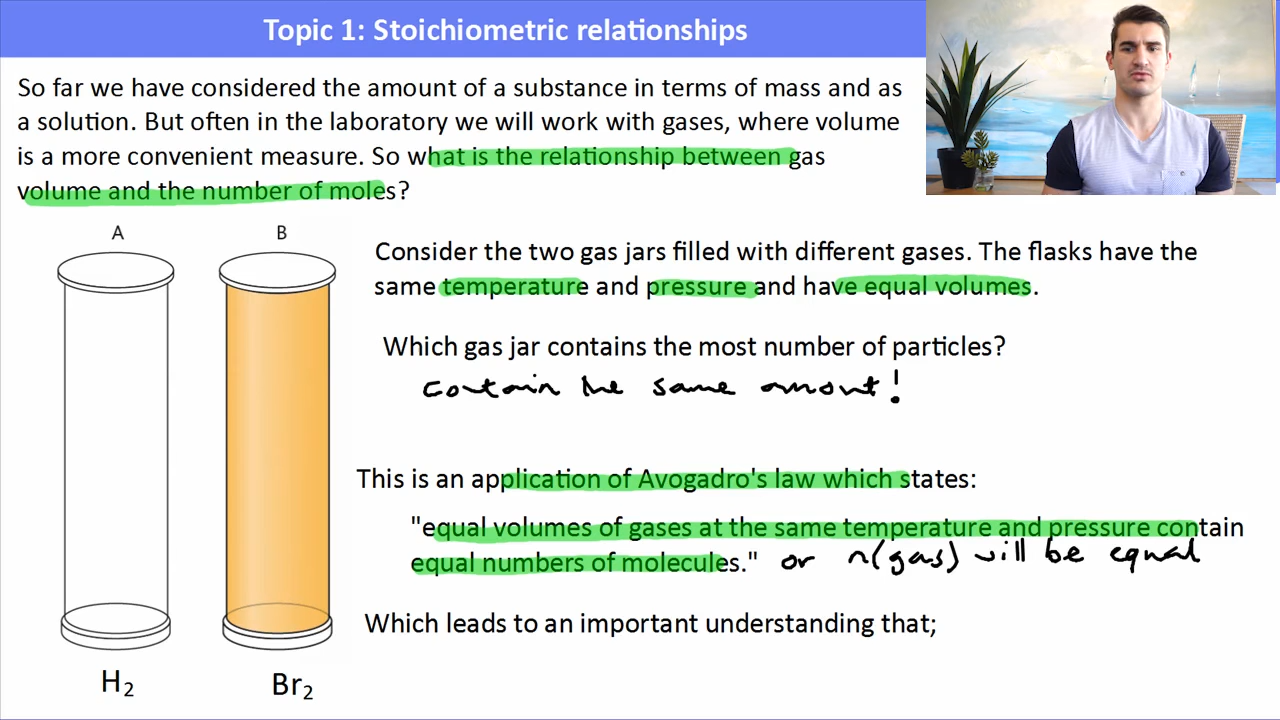 Topic 1: Stoichiometric relationships
So far we have considered the amount of a substance in terms of mass and as
a solution. But often in the laboratory we will work with gases, where volume
is a more convenient measure. So what is the relationship between gas
volume and the number of moles?
A
B
Consider the two gas jars filled with different gases. The flasks have the
same temperature and pressure and have equal volumes.
Which gas jar contains the most number of particles?
contain the same amount!
This is an application of Avogadro's law which states:
"equal volumes of gases at the same temperature and pressure contain
equal numbers of molecules." or n(gas) will be equal
Which leads to an important understanding that;
H₂
Br₂